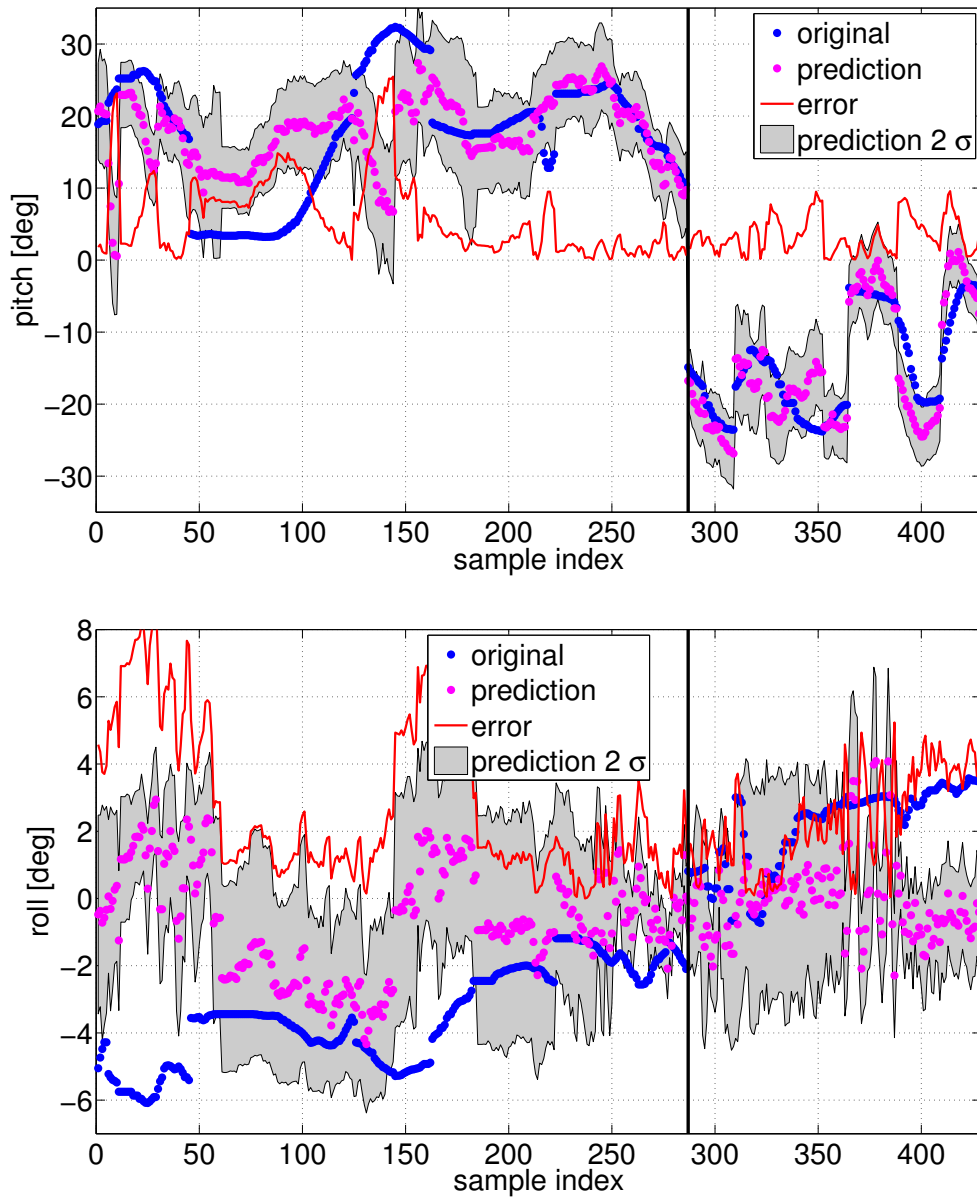 30
20
10
0
−10
−20
−30
pitch [deg]
original
prediction
error
prediction 2 σ
0 50 100 150 200 250 300 350 400
sample index
8
6
4
2
0
−2
−4
−6
roll [deg]
original
prediction
error
prediction 2 σ
0 50 100 150 200 250 300 350 400
sample index